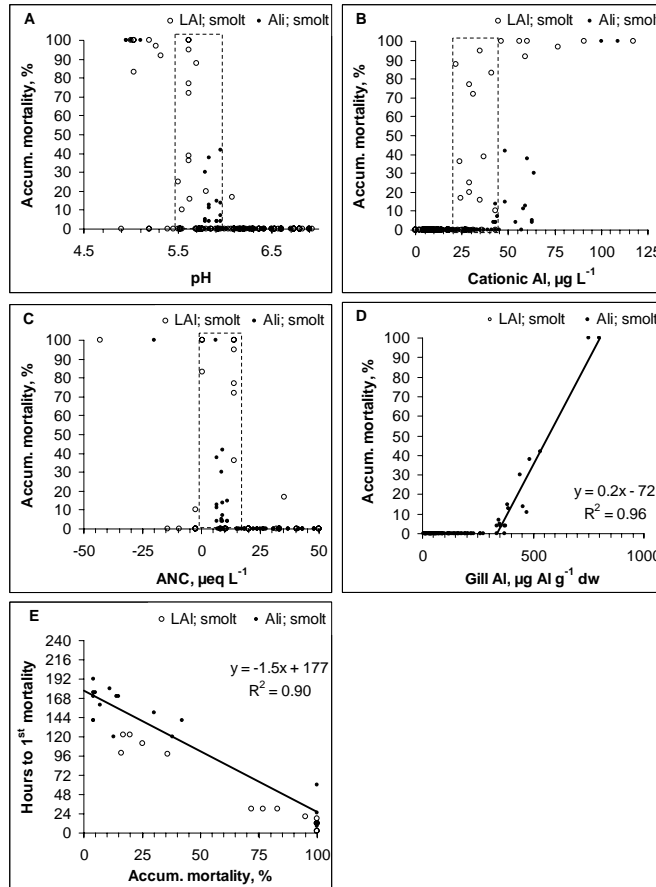 A
○ LAl; smolt • Ali; smolt
Accum. mortality, %
100
90
80
70
60
50
40
30
20
10
0
4.5 5.5 6.5
pH
B
○ LAl; smolt • Ali; smolt
Accum. mortality, %
100
90
80
70
60
50
40
30
20
10
0
0 25 50 75 100 125
Cationic Al, µg L⁻¹
C
○ LAl; smolt • Ali; smolt
Accum. mortality, %
100
90
80
70
60
50
40
30
20
10
0
-50 -25 0 25 50
ANC, µeq L⁻¹
D
○ LAl; smolt • Ali; smolt
Accum. mortality, %
100
90
80
70
60
50
40
30
20
10
0
y = 0.2x - 72
R² = 0.96
0 500 1000
Gill Al, µg Al g⁻¹ dw
E
○ LAl; smolt • Ali; smolt
Hours to 1ˢᵗ mortality
240
216
192
168
144
120
96
72
48
24
0
y = -1.5x + 177
R² = 0.90
0 25 50 75 100
Accum. mortality, %